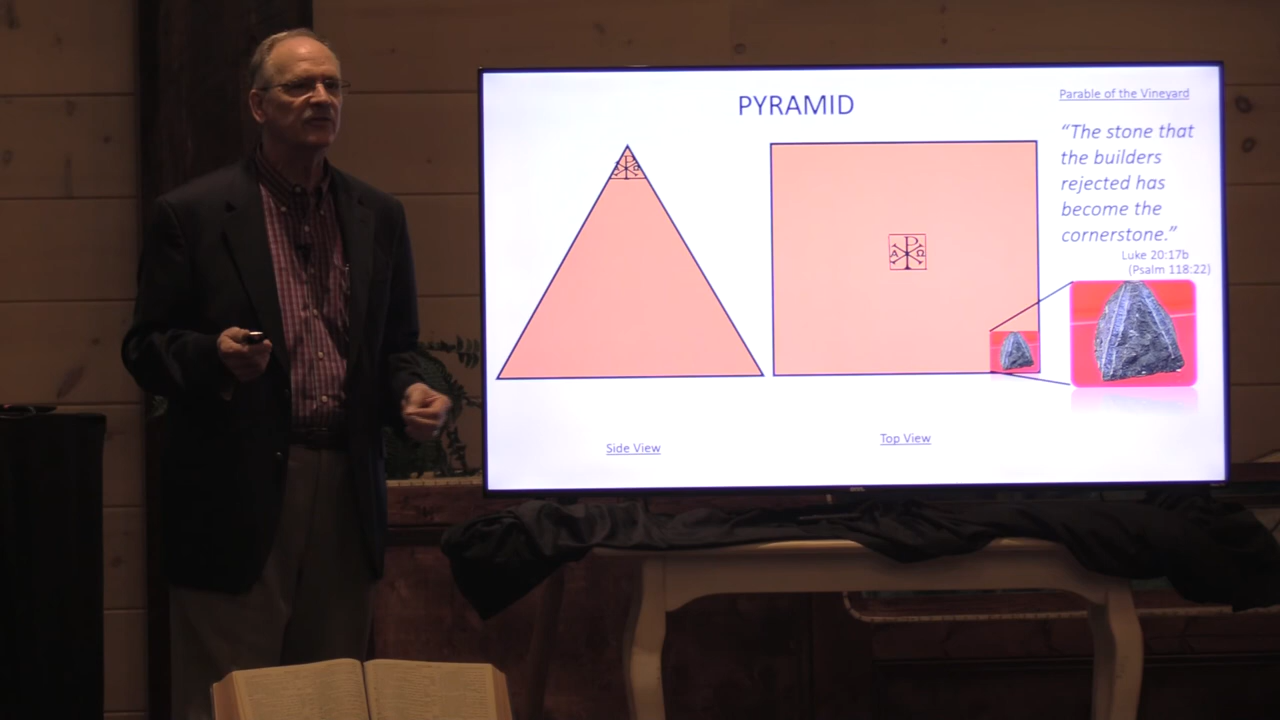 PYRAMID
Parable of the Vineyard
“The stone that
the builders
rejected has
become the
cornerstone.”
Luke 20:17b
(Psalm 118:22)
Α Ω
Side View
Top View